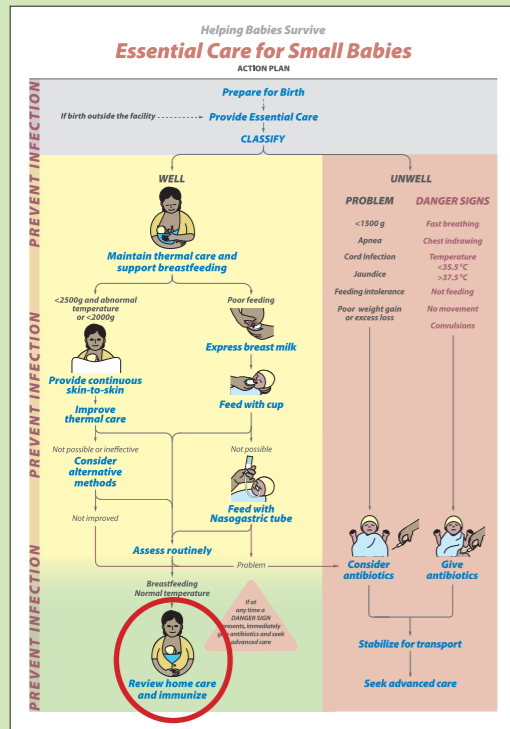 Helping Babies Survive
Essential Care for Small Babies
ACTION PLAN
PREVENT INFECTION
PREVENT INFECTION
PREVENT INFECTION
Prepare for Birth
If birth outside the facility
Provide Essential Care
CLASSIFY
WELL
Maintain thermal care and
support breastfeeding
<2500g and abnormal
temperature
or <2000g
Provide continuous
skin-to-skin
Improve
thermal care
Not possible or ineffective
Consider
alternative
methods
Not improved
Poor feeding
Express breast milk
Feed with cup
Not possible
Feed with
Nasogastric tube
Assess routinely
Problem
Breastfeeding
Normal temperature
Review home care
and immunize
If at
any time a
DANGER SIGN
presents, immediately
give antibiotics and seek
advanced care
UNWELL
PROBLEM
<1500 g
Apnea
Cord Infection
Jaundice
Feeding intolerance
Poor weight gain
or excess loss
Consider
antibiotics
DANGER SIGNS
Fast breathing
Chest indrawing
Temperature
<35.5 °C
>37.5 °C
Not feeding
No movement
Convulsions
Give
antibiotics
Stabilize for transport
Seek advanced care